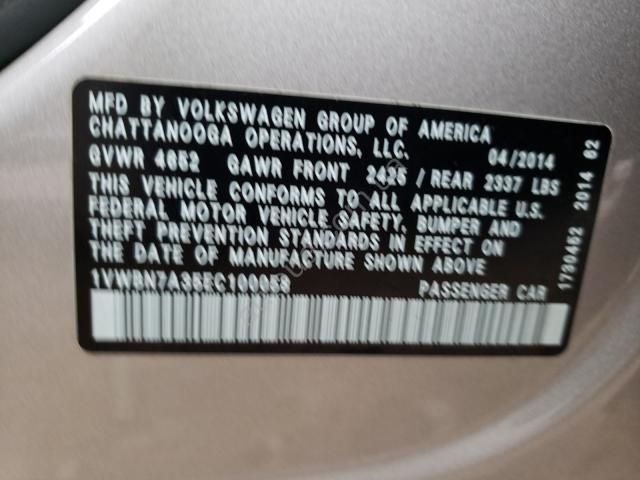 MFD BY VOLKSWAGEN GROUP OF AMERICA
CHATTANOOGA OPERATIONS, LLC. 04/2014
GVWR 4652 GAWR FRONT 2425 / REAR 2337 LBS
THIS VEHICLE CONFORMS TO ALL APPLICABLE U.S.
FEDERAL MOTOR VEHICLE SAFETY, BUMPER AND
THEFT PREVENTION STANDARDS IN EFFECT ON
THE DATE OF MANUFACTURE SHOWN ABOVE.
PASSENGER CAR
1790462 2014 62